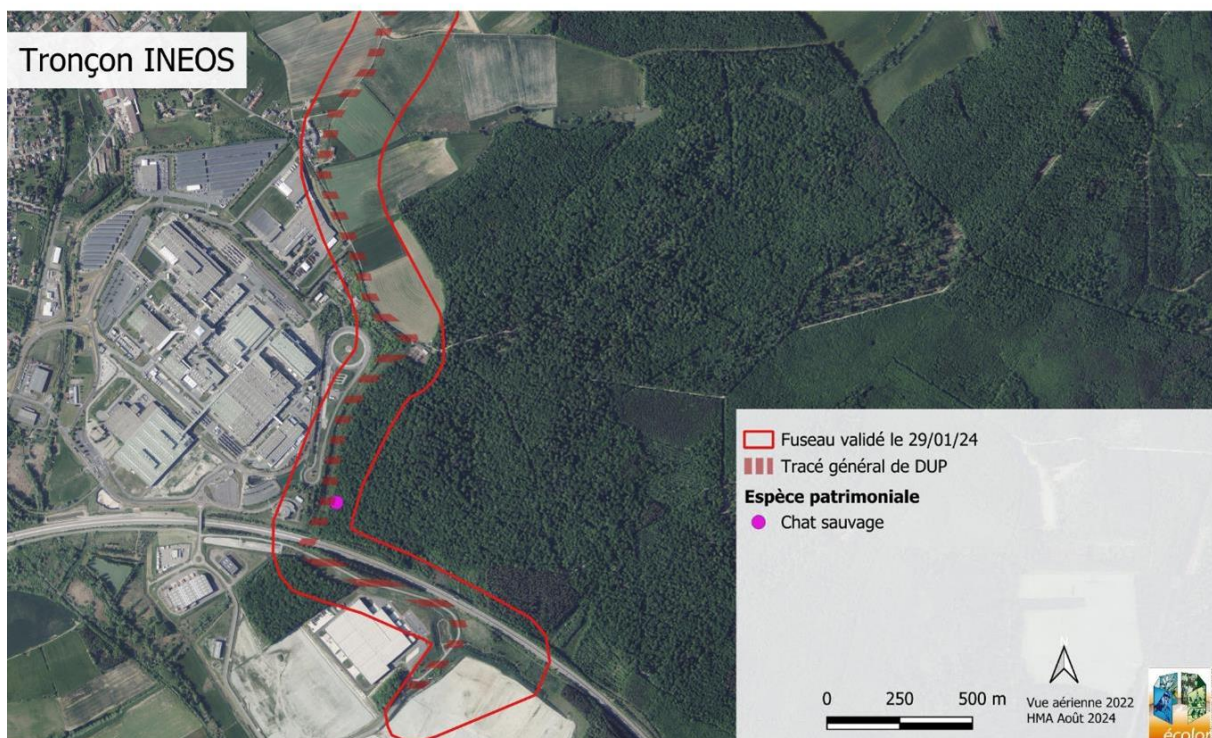 Tronçon INEOS
Fuseau validé le 29/01/24
Tracé général de DUP
Espèce patrimoniale
Chat sauvage
N
0 250 500 m
Vue aérienne 2022
HMA Août 2024
écolor